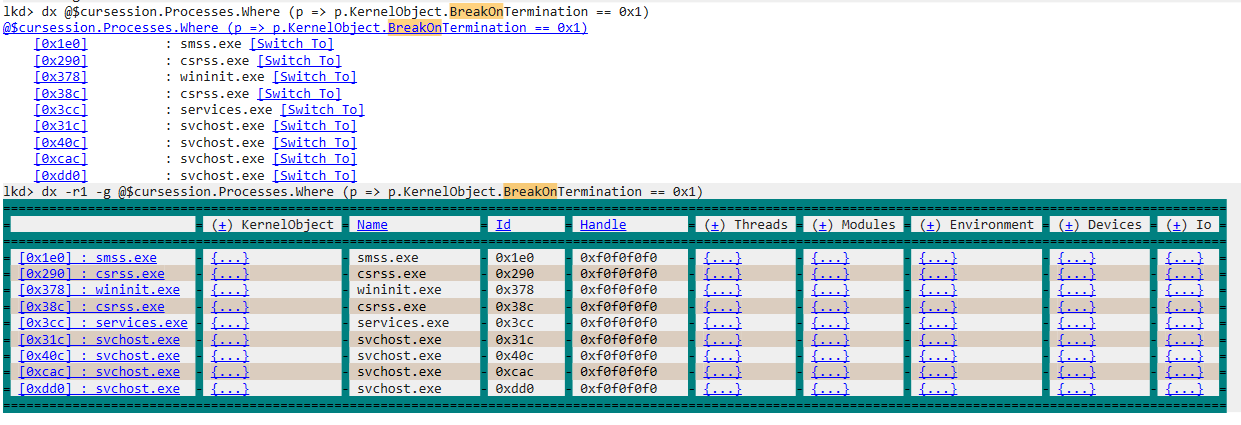 lkd> dx @$cursession.Processes.Where (p => p.KernelObject.BreakOnTermination == 0x1)
@$cursession.Processes.Where (p => p.KernelObject.BreakOnTermination == 0x1)
[0x1e0] : smss.exe [Switch To]
[0x290] : csrss.exe [Switch To]
[0x378] : wininit.exe [Switch To]
[0x38c] : csrss.exe [Switch To]
[0x3cc] : services.exe [Switch To]
[0x31c] : svchost.exe [Switch To]
[0x40c] : svchost.exe [Switch To]
[0xcac] : svchost.exe [Switch To]
[0xdd0] : svchost.exe [Switch To]
lkd> dx -r1 -g @$cursession.Processes.Where (p => p.KernelObject.BreakOnTermination == 0x1)
= - (+) KernelObject - Name - Id - Handle - (+) Threads - (+) Modules - (+) Environment - (+) Devices - (+) Io =
= [0x1e0] : smss.exe - {...} - smss.exe - 0x1e0 - 0xf0f0f0f0 - {...} - {...} - {...} - {...} - {...} =
= [0x290] : csrss.exe - {...} - csrss.exe - 0x290 - 0xf0f0f0f0 - {...} - {...} - {...} - {...} - {...} =
= [0x378] : wininit.exe - {...} - wininit.exe - 0x378 - 0xf0f0f0f0 - {...} - {...} - {...} - {...} - {...} =
= [0x38c] : csrss.exe - {...} - csrss.exe - 0x38c - 0xf0f0f0f0 - {...} - {...} - {...} - {...} - {...} =
= [0x3cc] : services.exe - {...} - services.exe - 0x3cc - 0xf0f0f0f0 - {...} - {...} - {...} - {...} - {...} =
= [0x31c] : svchost.exe - {...} - svchost.exe - 0x31c - 0xf0f0f0f0 - {...} - {...} - {...} - {...} - {...} =
= [0x40c] : svchost.exe - {...} - svchost.exe - 0x40c - 0xf0f0f0f0 - {...} - {...} - {...} - {...} - {...} =
= [0xcac] : svchost.exe - {...} - svchost.exe - 0xcac - 0xf0f0f0f0 - {...} - {...} - {...} - {...} - {...} =
= [0xdd0] : svchost.exe - {...} - svchost.exe - 0xdd0 - 0xf0f0f0f0 - {...} - {...} - {...} - {...} - {...} =